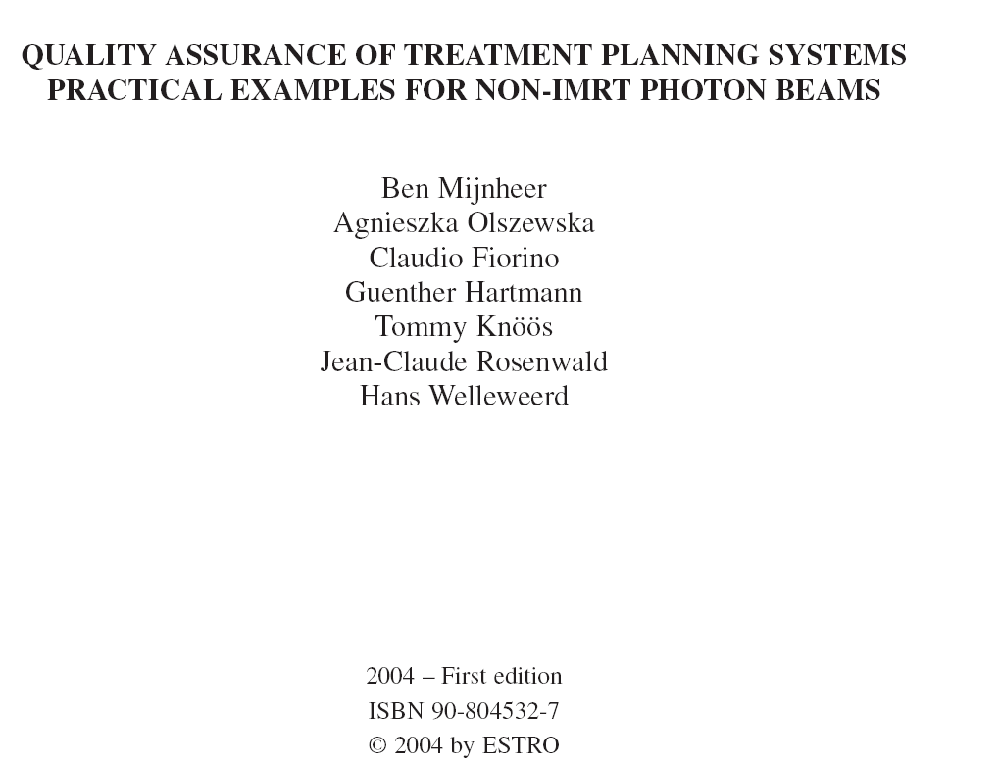 QUALITY ASSURANCE OF TREATMENT PLANNING SYSTEMS
PRACTICAL EXAMPLES FOR NON-IMRT PHOTON BEAMS
Ben Mijnheer
Agnieszka Olszewska
Claudio Fiorino
Guenther Hartmann
Tommy Knöös
Jean-Claude Rosenwald
Hans Welleweerd
2004 – First edition
ISBN 90-804532-7
© 2004 by ESTRO